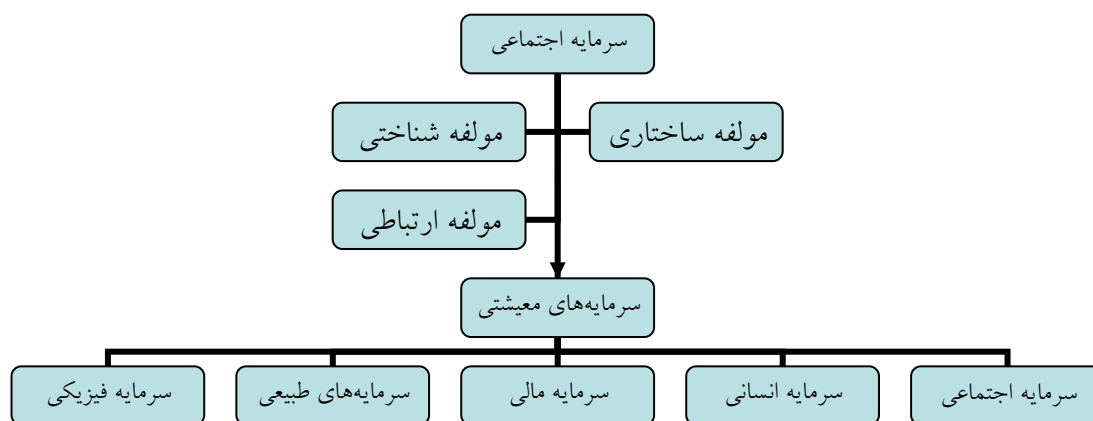 سرمایه اجتماعی
مولفه ساختاری
مولفه شناختی
مولفه ارتباطی
سرمایه‌های معیشتی
سرمایه اجتماعی
سرمایه انسانی
سرمایه مالی
سرمایه‌های طبیعی
سرمایه فیزیکی